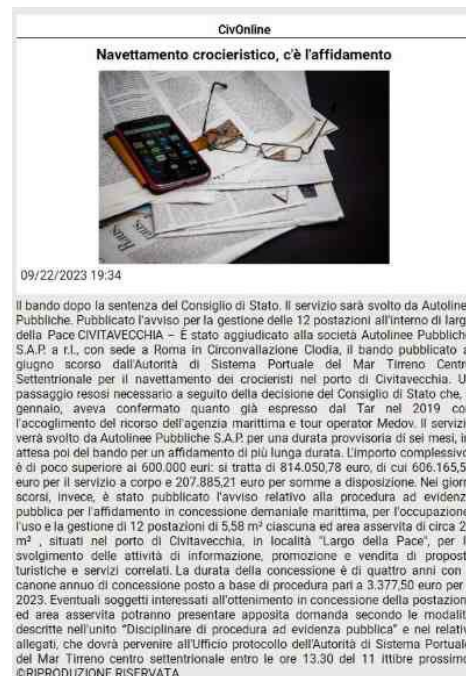 CivOnline
Navettamento crocieristico, c'è l'affidamento
09/22/2023 19:34
Il bando dopo la sentenza del Consiglio di Stato. Il servizio sarà svolto da Autoline
Pubbliche. Pubblicato l'avviso per la gestione delle 12 postazioni all'interno di larg
della Pace CIVITAVECCHIA – È stato aggiudicato alla società Autolinee Pubblich
S.A.P. a r.l., con sede a Roma in Circonvallazione Clodia, il bando pubblicato a
giugno scorso dall'Autorità di Sistema Portuale del Mar Tirreno Centr
Settentrionale per il navettamento dei crocieristi nel porto di Civitavecchia. U
passaggio resosi necessario a seguito della decisione del Consiglio di Stato che,
gennaio, aveva confermato quanto già espresso dal Tar nel 2019 co
l'accoglimento del ricorso dell'agenzia marittima e tour operator Medov. Il serviz
verrà svolto da Autolinee Pubbliche S.A.P. per una durata provvisoria di sei mesi, i
attesa poi del bando per un affidamento di più lunga durata. L'importo complessiv
è di poco superiore ai 600.000 euri: si tratta di 814.050,78 euro, di cui 606.165,5
euro per il servizio a corpo e 207.885,21 euro per somme a disposizione. Nei giorn
scorsi, invece, è stato pubblicato l'avviso relativo alla procedura ad evidenz
pubblica per l'affidamento in concessione demaniale marittima, per l'occupazione
l'uso e la gestione di 12 postazioni di 5,58 m² ciascuna ed area asservita di circa 2
m² , situati nel porto di Civitavecchia, in località "Largo della Pace", per l
svolgimento delle attività di informazione, promozione e vendita di propost
turistiche e servizi correlati. La durata della concessione è di quattro anni con
canone annuo di concessione posto a base di procedura pari a 3.377,50 euro per
2023. Eventuali soggetti interessati all'ottenimento in concessione della postazion
ed area asservita potranno presentare apposita domanda secondo le modalit
descritte nell'unito "Disciplinare di procedura ad evidenza pubblica" e nei relativ
allegati, che dovrà pervenire all'Ufficio protocollo dell'Autorità di Sistema Portuale
del Mar Tirreno centro settentrionale entro le ore 13.30 del 11 ittibre prossimo
©RIPRODUZIONE RISERVATA